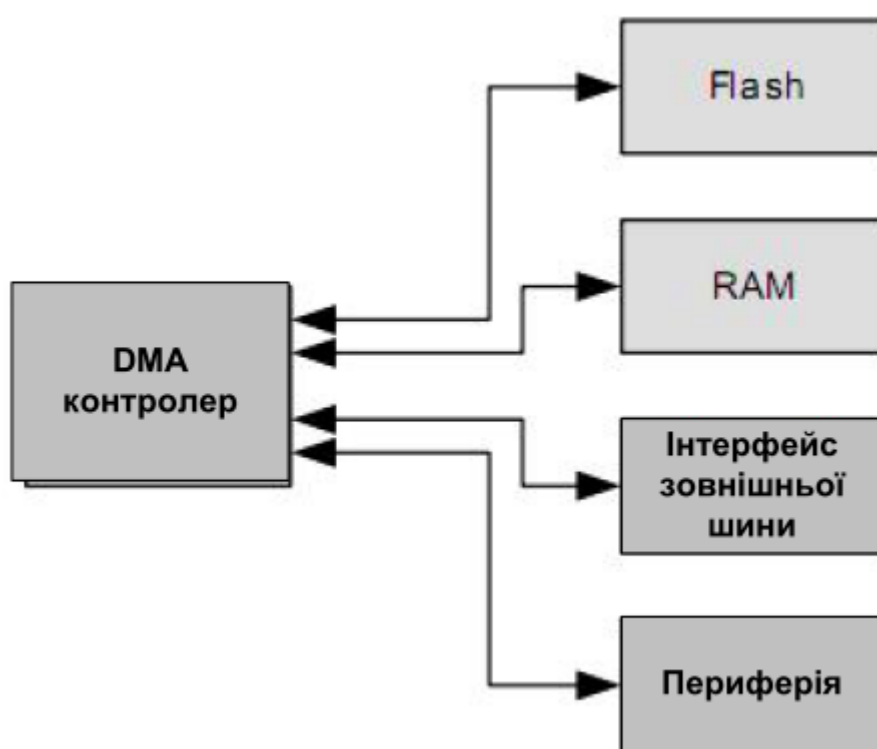 Flash
RAM
DMA
контролер
Інтерфейс
зовнішньої
шини
Периферія